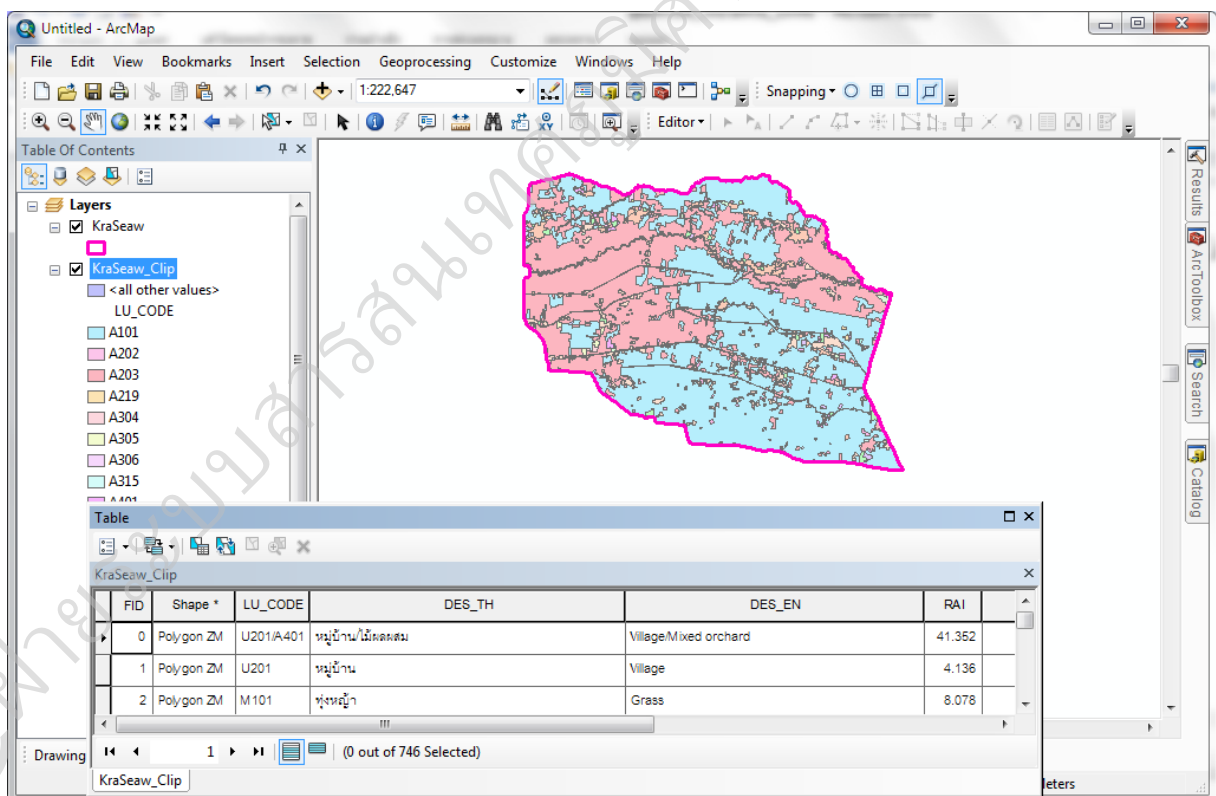 Untitled - ArcMap
File Edit View Bookmarks Insert Selection Geoprocessing Customize Windows Help
1:222,647
Snapping
Editor
Table Of Contents
Layers
KraSeaw
KraSeaw_Clip
<all other values>
LU_CODE
A101
A202
A203
A219
A304
A305
A306
A315
A401
Results
ArcToolbox
Search
Catalog
Table
KraSeaw_Clip
FID Shape * LU_CODE DES_TH DES_EN RAI
0 Polygon ZM U201/A401 หมู่บ้าน/ไม้ผลผสม Village/Mixed orchard 41.352
1 Polygon ZM U201 หมู่บ้าน Village 4.136
2 Polygon ZM M101 ทุ่งหญ้า Grass 8.078
1 (0 out of 746 Selected)
Drawing
KraSeaw_Clip